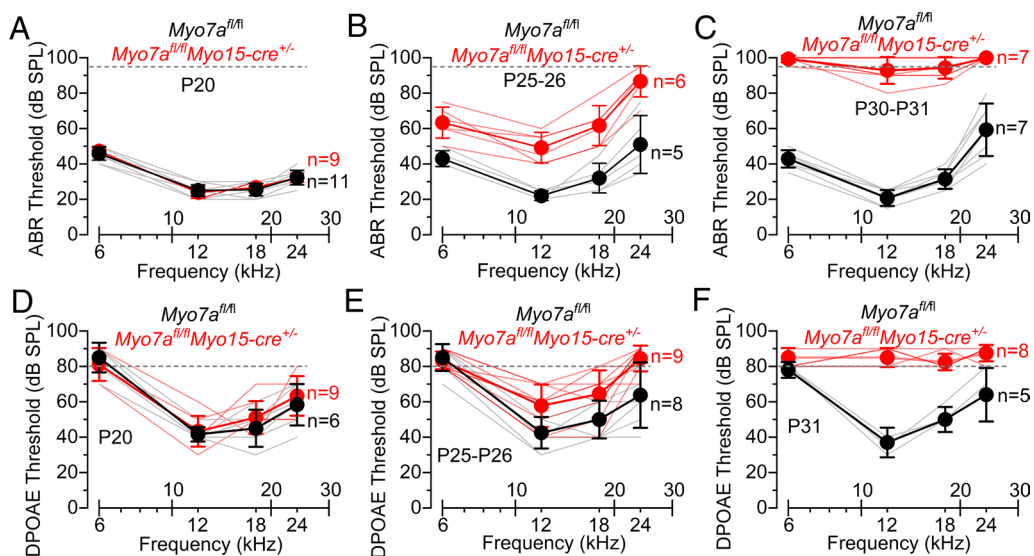 A
Myo7a^fl/fl
Myo7a^fl/fl Myo15-cre^+/-
P20
ABR Threshold (dB SPL)
100
80
60
40
20
0
n=9
n=11
10
20
30
6
12
18
24
Frequency (kHz)
B
Myo7a^fl/fl
Myo7a^fl/fl Myo15-cre^+/-
P25-26
ABR Threshold (dB SPL)
100
80
60
40
20
0
n=6
n=5
10
20
30
6
12
18
24
Frequency (kHz)
C
Myo7a^fl/fl
Myo7a^fl/fl Myo15-cre^+/-
P30-P31
ABR Threshold (dB SPL)
100
80
60
40
20
0
n=7
n=7
10
20
30
6
12
18
24
Frequency (kHz)
D
Myo7a^fl/fl
Myo7a^fl/fl Myo15-cre^+/-
P20
DPOAE Threshold (dB SPL)
100
80
60
40
20
0
n=9
n=6
10
20
30
6
12
18
24
Frequency (kHz)
E
Myo7a^fl/fl
Myo7a^fl/fl Myo15-cre^+/-
P25-P26
DPOAE Threshold (dB SPL)
100
80
60
40
20
0
n=9
n=8
10
20
30
6
12
18
24
Frequency (kHz)
F
Myo7a^fl/fl
Myo7a^fl/fl Myo15-cre^+/-
P31
DPOAE Threshold (dB SPL)
100
80
60
40
20
0
n=8
n=5
10
20
30
6
12
18
24
Frequency (kHz)